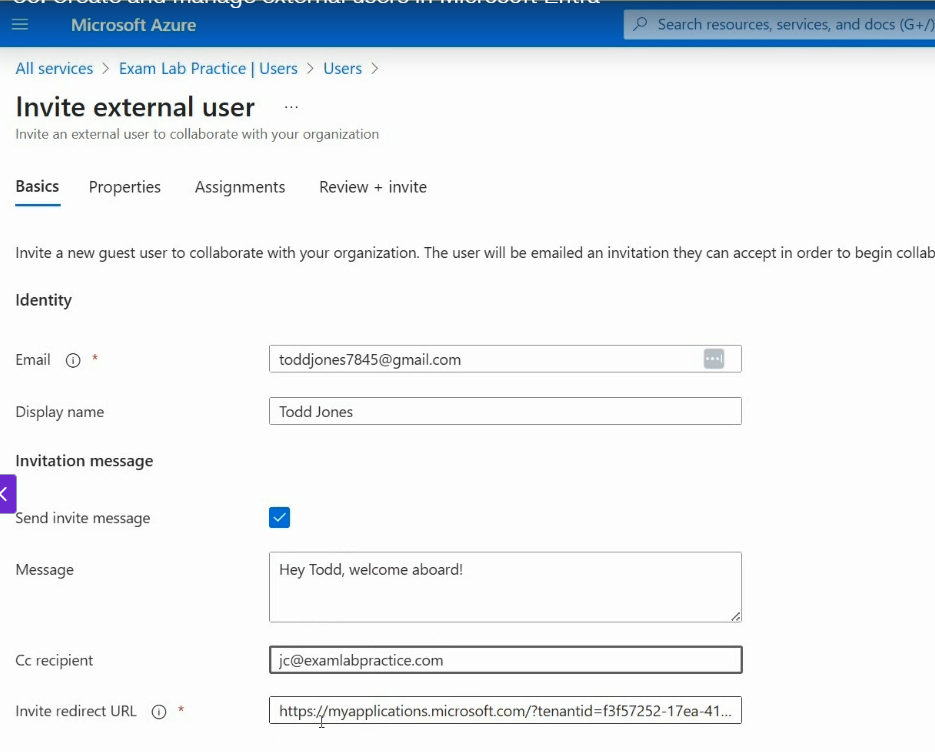 38. Create and manage external users in Microsoft Entra
Microsoft Azure
Search resources, services, and docs (G+/)
All services > Exam Lab Practice | Users > Users >
Invite external user ...
Invite an external user to collaborate with your organization
Basics Properties Assignments Review + invite
Invite a new guest user to collaborate with your organization. The user will be emailed an invitation they can accept in order to begin collab
Identity
Email * toddjones7845@gmail.com
Display name Todd Jones
Invitation message
Send invite message
Message Hey Todd, welcome aboard!
Cc recipient jc@examlabpractice.com
Invite redirect URL * https://myapplications.microsoft.com/?tenantid=f3f57252-17ea-41...